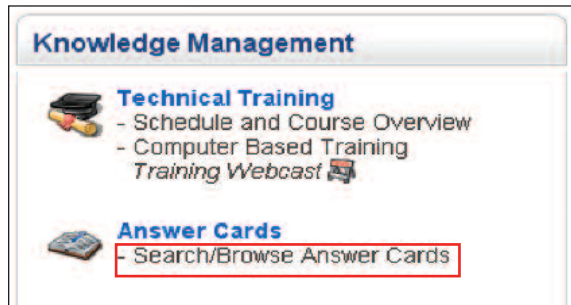 Knowledge Management
Technical Training
- Schedule and Course Overview
- Computer Based Training
Training Webcast
Answer Cards
- Search/Browse Answer Cards